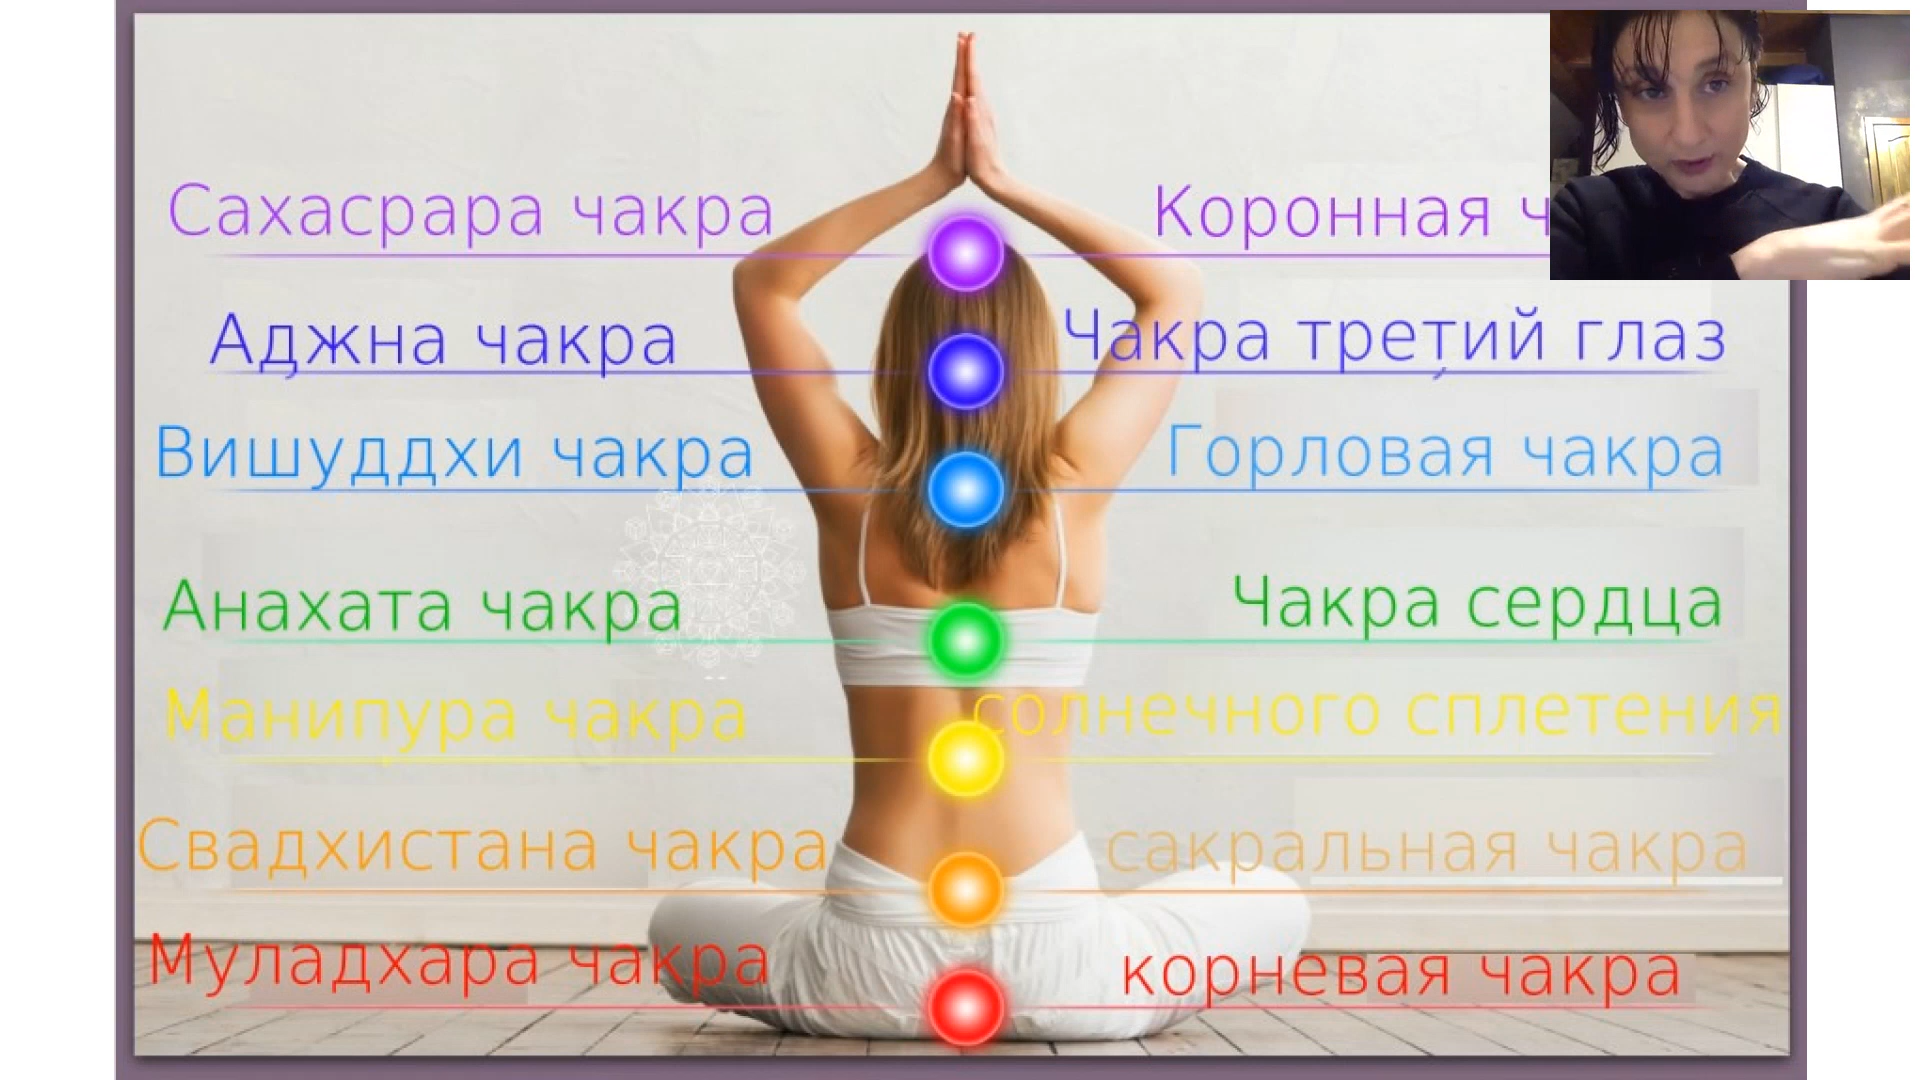 Сахасрара чакра
Коронная
Аджна чакра
Чакра третий глаз
Вишуддхи чакра
Горловая чакра
Анахата чакра
Чакра сердца
Манипура чакра
солнечного сплетения
Свадхистана чакра
сакральная чакра
Муладхара чакра
корневая чакра